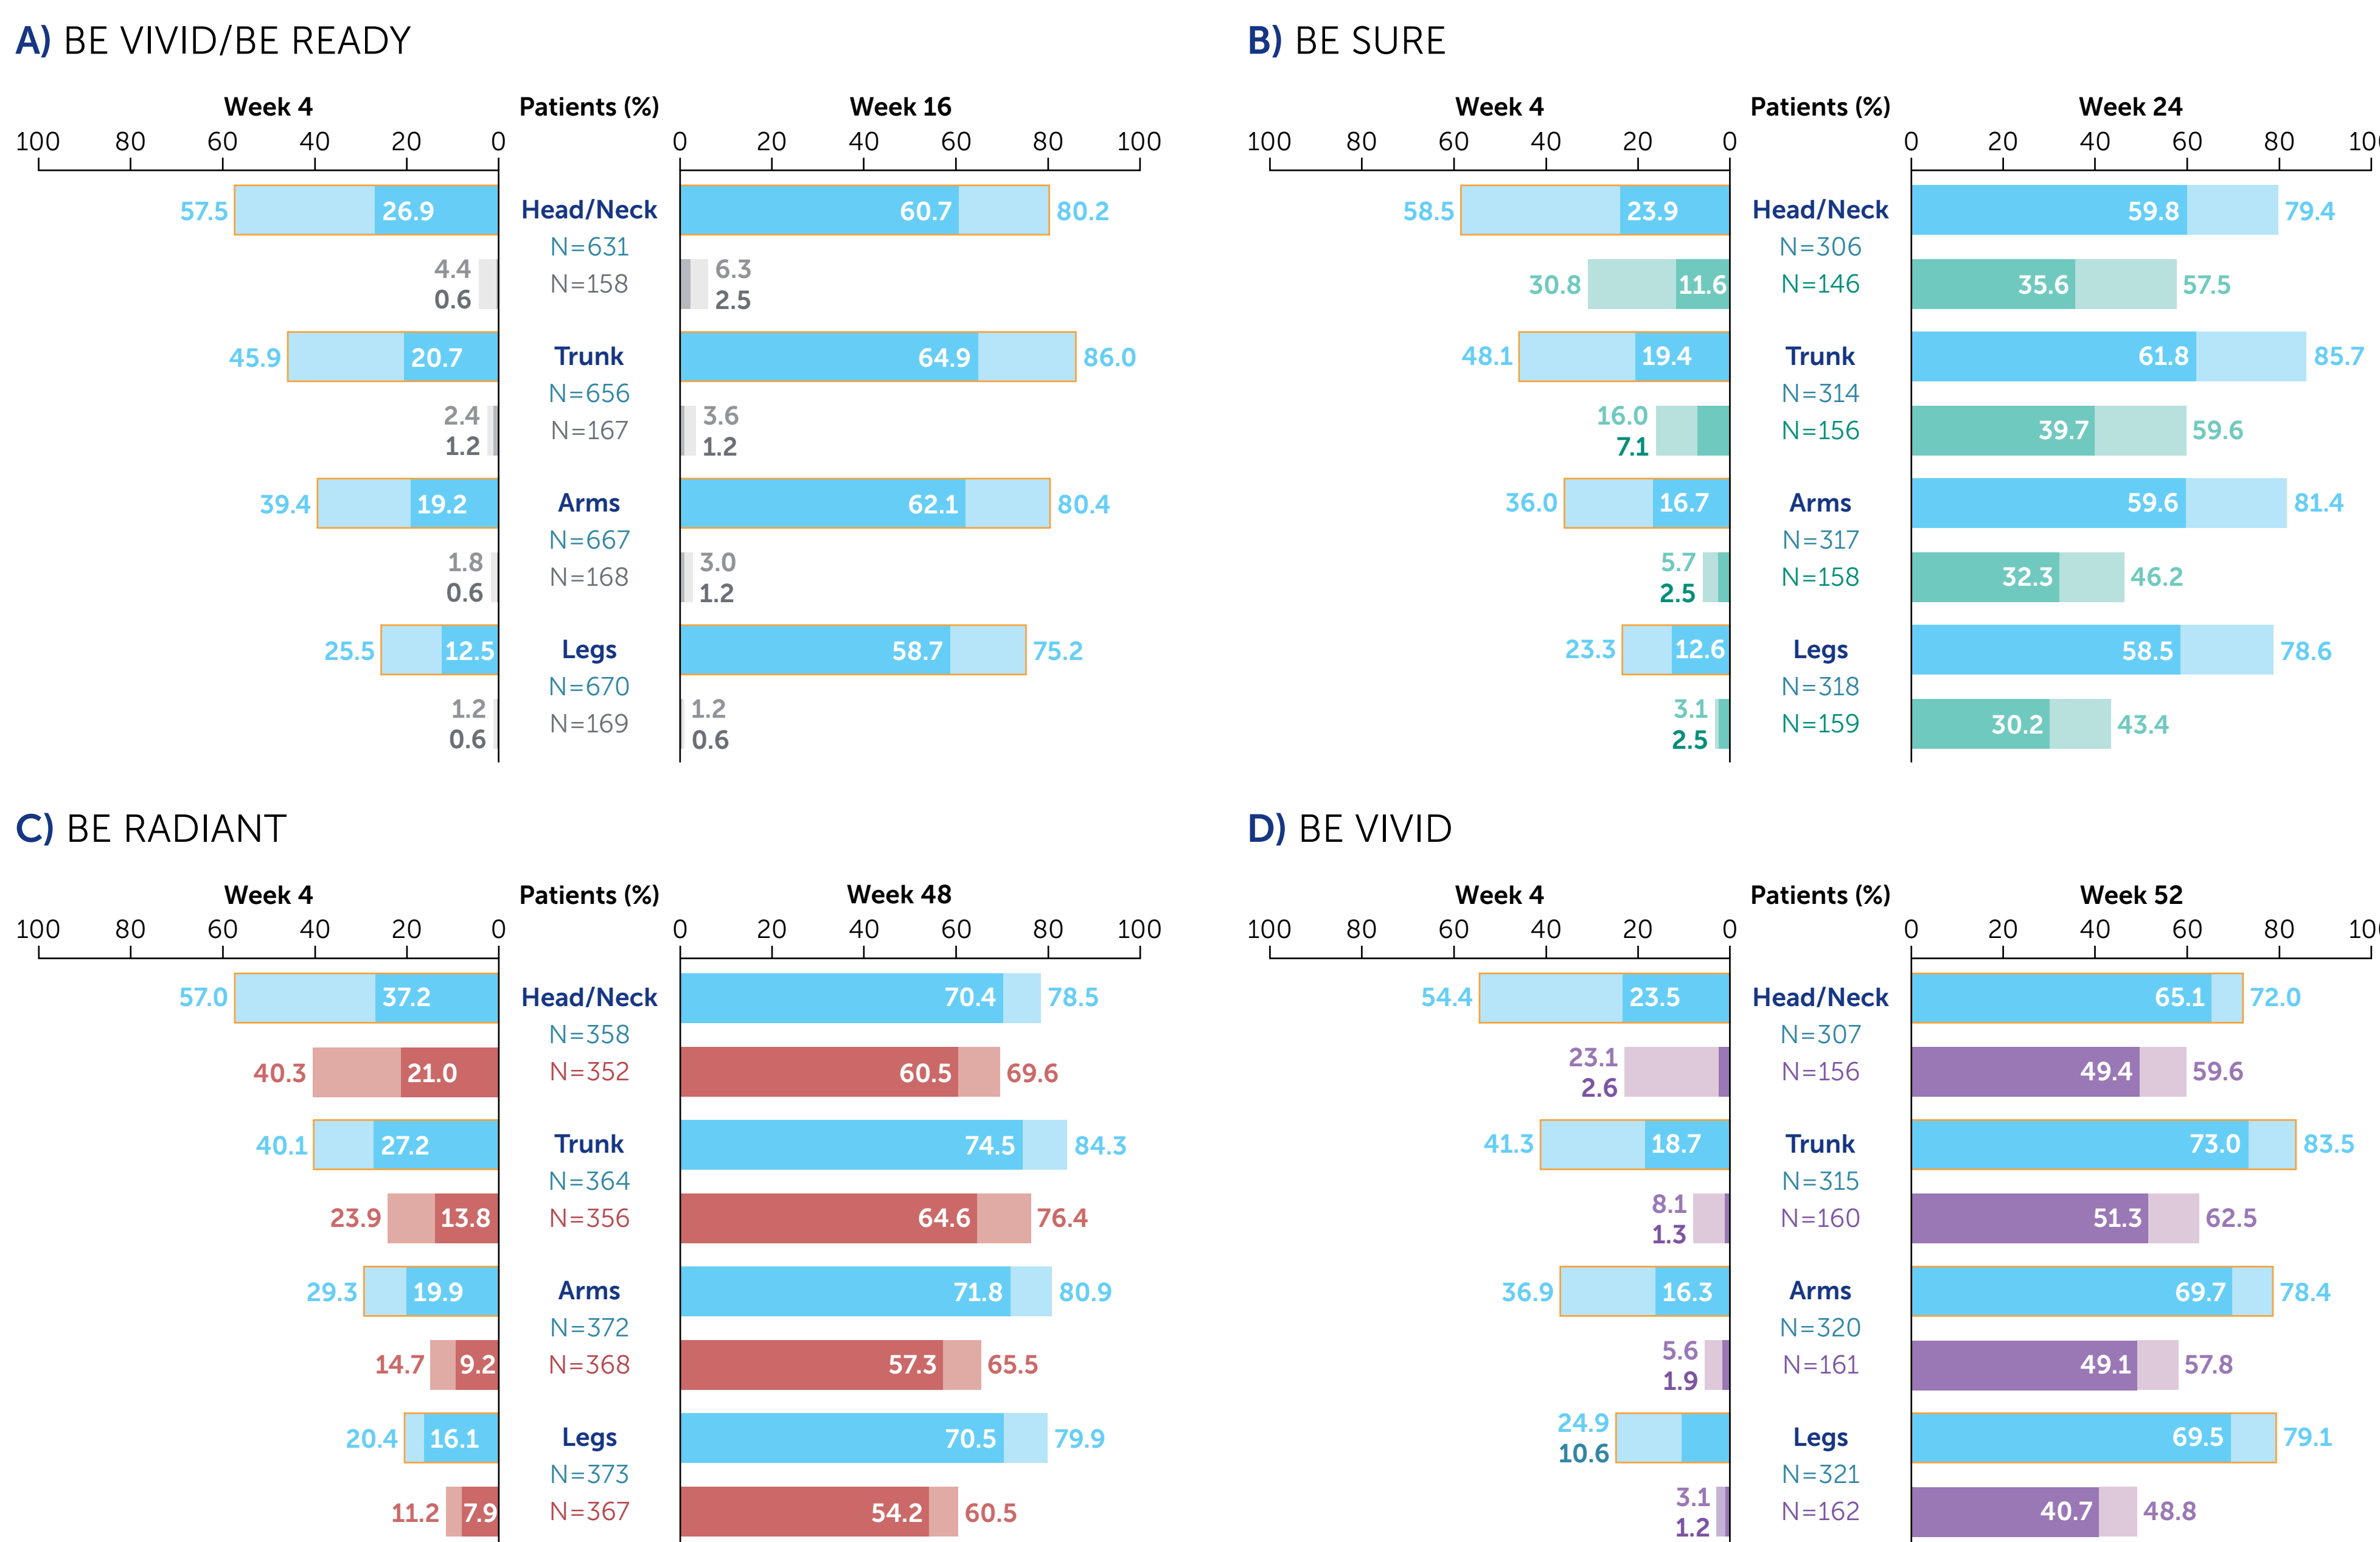 A) BE VIVID/BE READY
Week 4 Patients (%) Week 16
100 80 60 40 20 0 0 20 40 60 80 100
57.5 26.9 Head/Neck 60.7 80.2
N=631
4.4 6.3
0.6 N=158 2.5
45.9 20.7 Trunk 64.9 86.0
N=656
2.4 3.6
1.2 N=167 1.2
39.4 19.2 Arms 62.1 80.4
N=667
1.8 3.0
0.6 N=168 1.2
25.5 12.5 Legs 58.7 75.2
N=670
1.2 1.2
0.6 N=169 0.6
B) BE SURE
Week 4 Patients (%) Week 24
100 80 60 40 20 0 0 20 40 60 80 100
58.5 23.9 Head/Neck 59.8 79.4
N=306
30.8 11.6 N=146 35.6 57.5
48.1 19.4 Trunk 61.8 85.7
N=314
16.0
7.1 N=156 39.7 59.6
36.0 16.7 Arms 59.6 81.4
N=317
5.7
2.5 N=158 32.3 46.2
23.3 12.6 Legs 58.5 78.6
N=318
3.1
2.5 N=159 30.2 43.4
C) BE RADIANT
Week 4 Patients (%) Week 48
100 80 60 40 20 0 0 20 40 60 80 100
57.0 37.2 Head/Neck 70.4 78.5
N=358
40.3 21.0 N=352 60.5 69.6
40.1 27.2 Trunk 74.5 84.3
N=364
23.9 13.8 N=356 64.6 76.4
29.3 19.9 Arms 71.8 80.9
N=372
14.7 9.2 N=368 57.3 65.5
20.4 16.1 Legs 70.5 79.9
N=373
11.2 7.9 N=367 54.2 60.5
D) BE VIVID
Week 4 Patients (%) Week 52
100 80 60 40 20 0 0 20 40 60 80 100
54.4 23.5 Head/Neck 65.1 72.0
N=307
23.1
2.6 N=156 49.4 59.6
41.3 18.7 Trunk 73.0 83.5
N=315
8.1
1.3 N=160 51.3 62.5
36.9 16.3 Arms 69.7 78.4
N=320
5.6
1.9 N=161 49.1 57.8
24.9
10.6 Legs 69.5 79.1
N=321
3.1
1.2 N=162 40.7 48.8